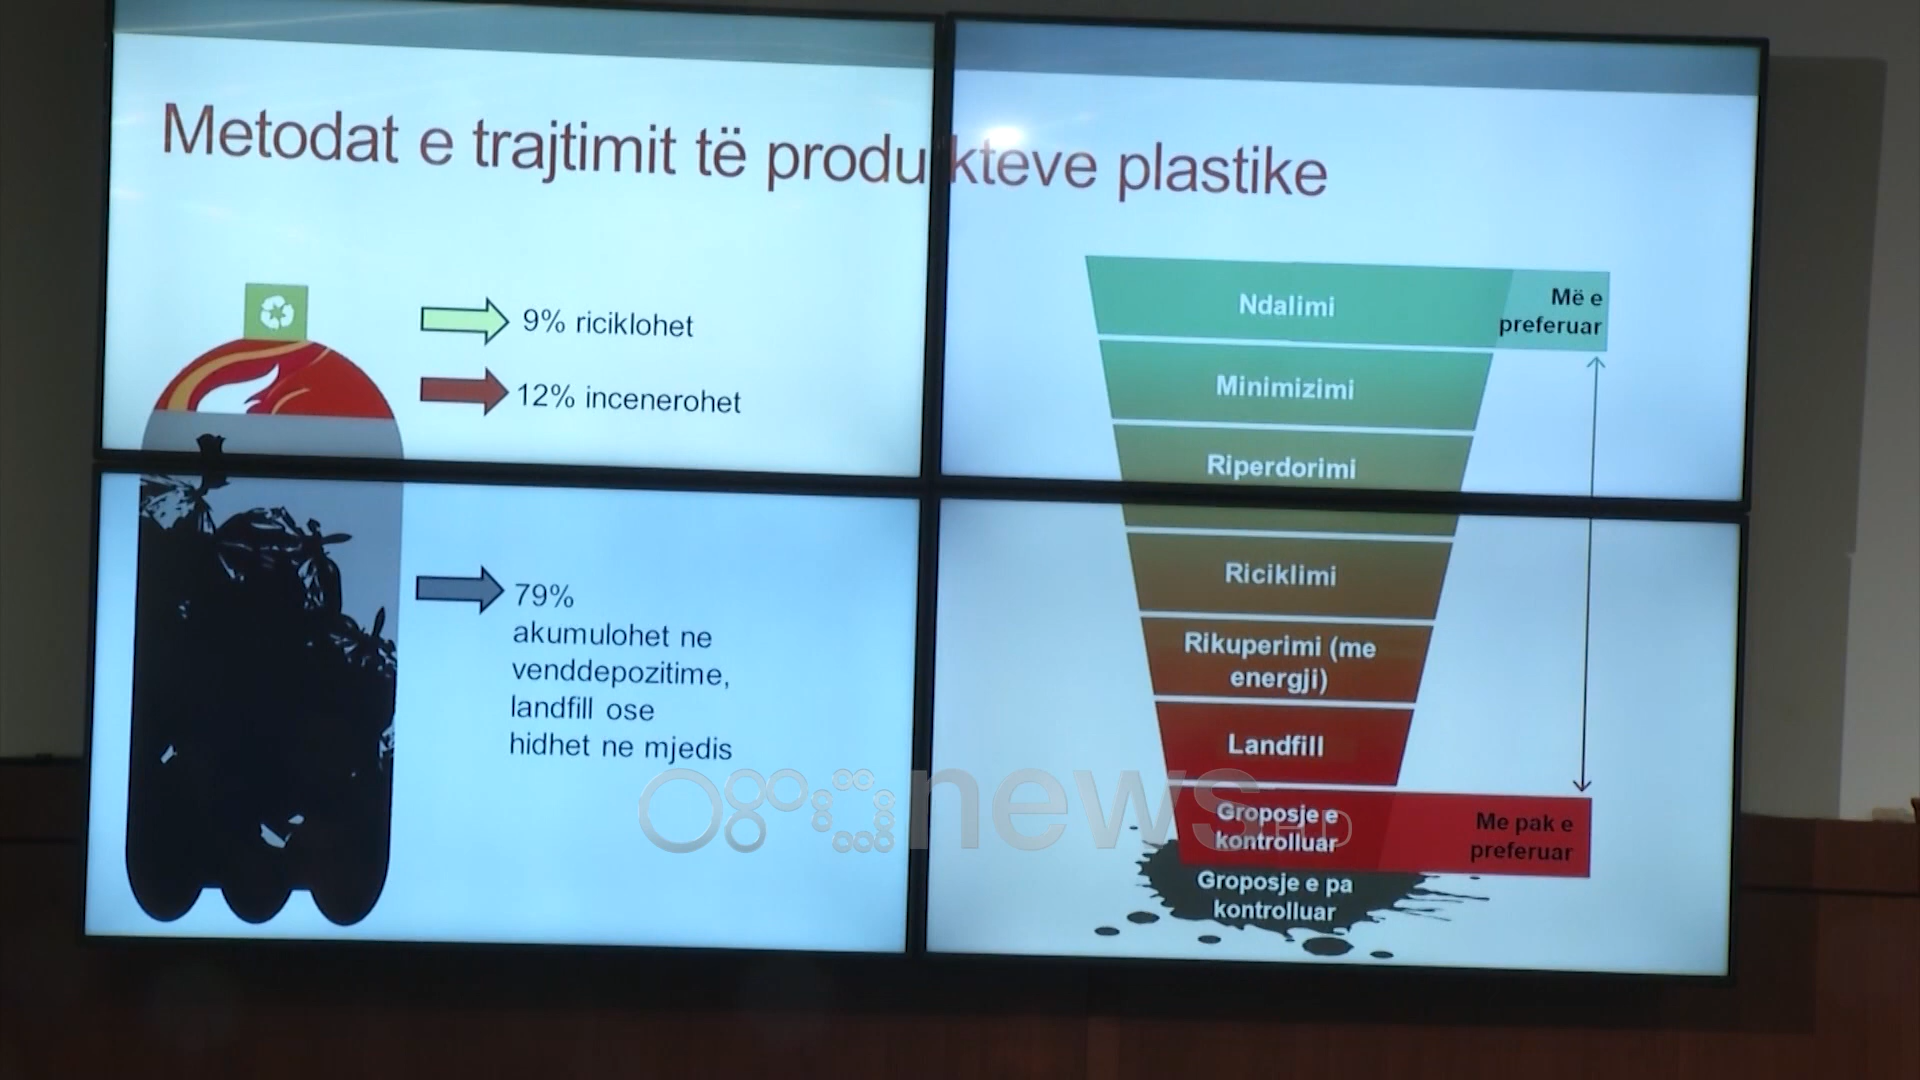 Metodat e trajtimit të produkteve plastike
9% riciklohet
12% incenerohet
79%
akumulohet ne
venddepozitime,
landfill ose
hidhet ne mjedis
Ndalimi
Më e
preferuar
Minimizimi
Riperdorimi
Riciklimi
Rikuperimi (me
energji)
Landfill
Groposje e
kontrolluar
Me pak e
preferuar
Groposje e pa
kontrolluar
news
HD